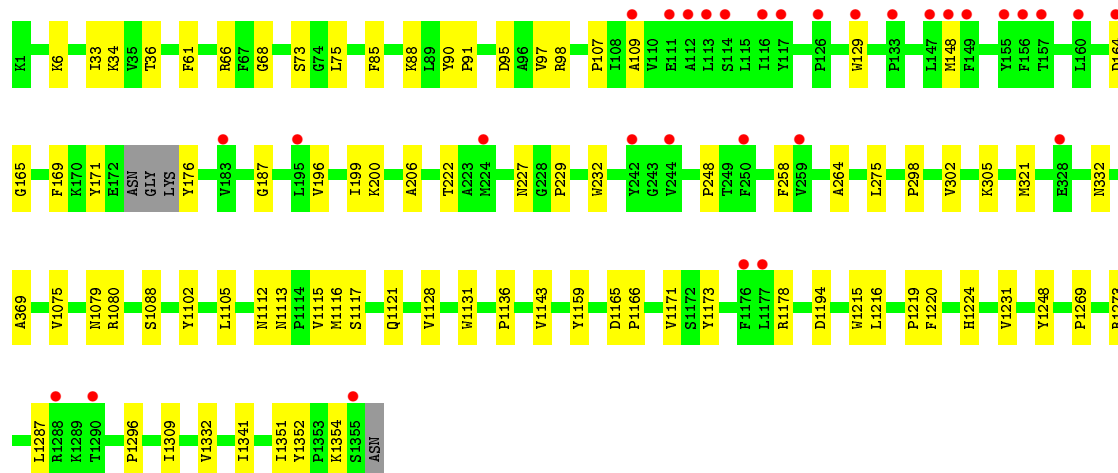 K1 K6 I33 K34 V35 T36 F61 R66 F67 G68 S73 G74 L75 F85 K88 L89 Y90 P91 D95 A96 V97 R98 P107 I108 A109 V110 E111 A112 L113 S114 L115 I116 Y117 P126 W129 P133 L147 M148 F149 Y155 F156 T157 L160 D164
G165 F169 K170 Y171 E172 ASN GLY LYS Y176 V183 G187 L195 V196 I199 K200 A206 T222 A223 M224 N227 G228 P229 W232 Y242 G243 V244 P248 T249 F250 F258 V259 A264 L275 P298 V302 K305 M321 E328 N332
A369 V1075 N1079 R1080 S1088 Y1102 L1105 N1112 N1113 P1114 V1115 M1116 S1117 Q1121 V1128 W1131 P1136 V1143 Y1159 D1165 P1166 V1171 S1172 Y1173 F1176 L1177 R1178 D1194 W1215 L1216 P1219 F1220 H1224 V1231 Y1248 P1269
L1287 R1288 K1289 T1290 P1296 I1309 V1332 I1341 I1351 Y1352 P1353 K1354 S1355 ASN